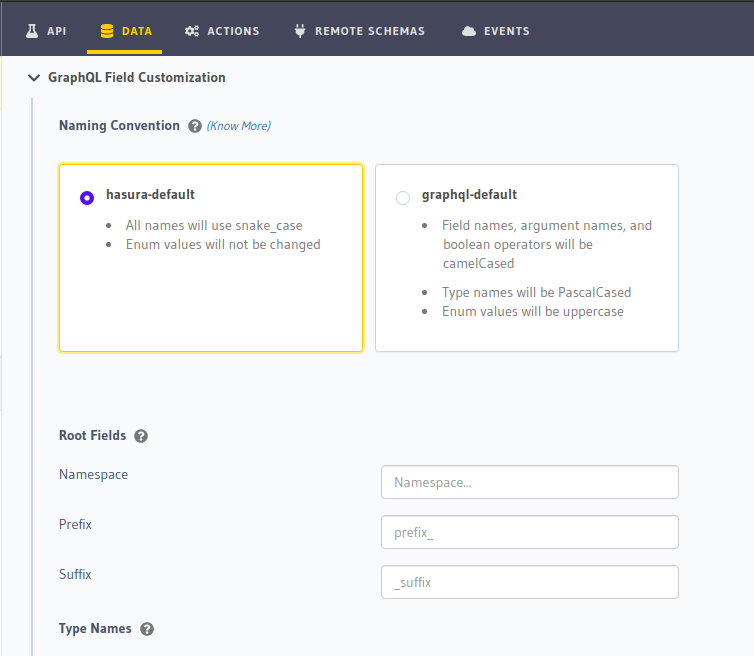 API DATA ACTIONS REMOTE SCHEMAS EVENTS
GraphQL Field Customization
Naming Convention ? (Know More)
hasura-default
• All names will use snake_case
• Enum values will not be changed
graphql-default
• Field names, argument names, and
boolean operators will be
camelCased
• Type names will be PascalCased
• Enum values will be uppercase
Root Fields ?
Namespace
Namespace...
Prefix
prefix_
Suffix
_suffix
Type Names ?